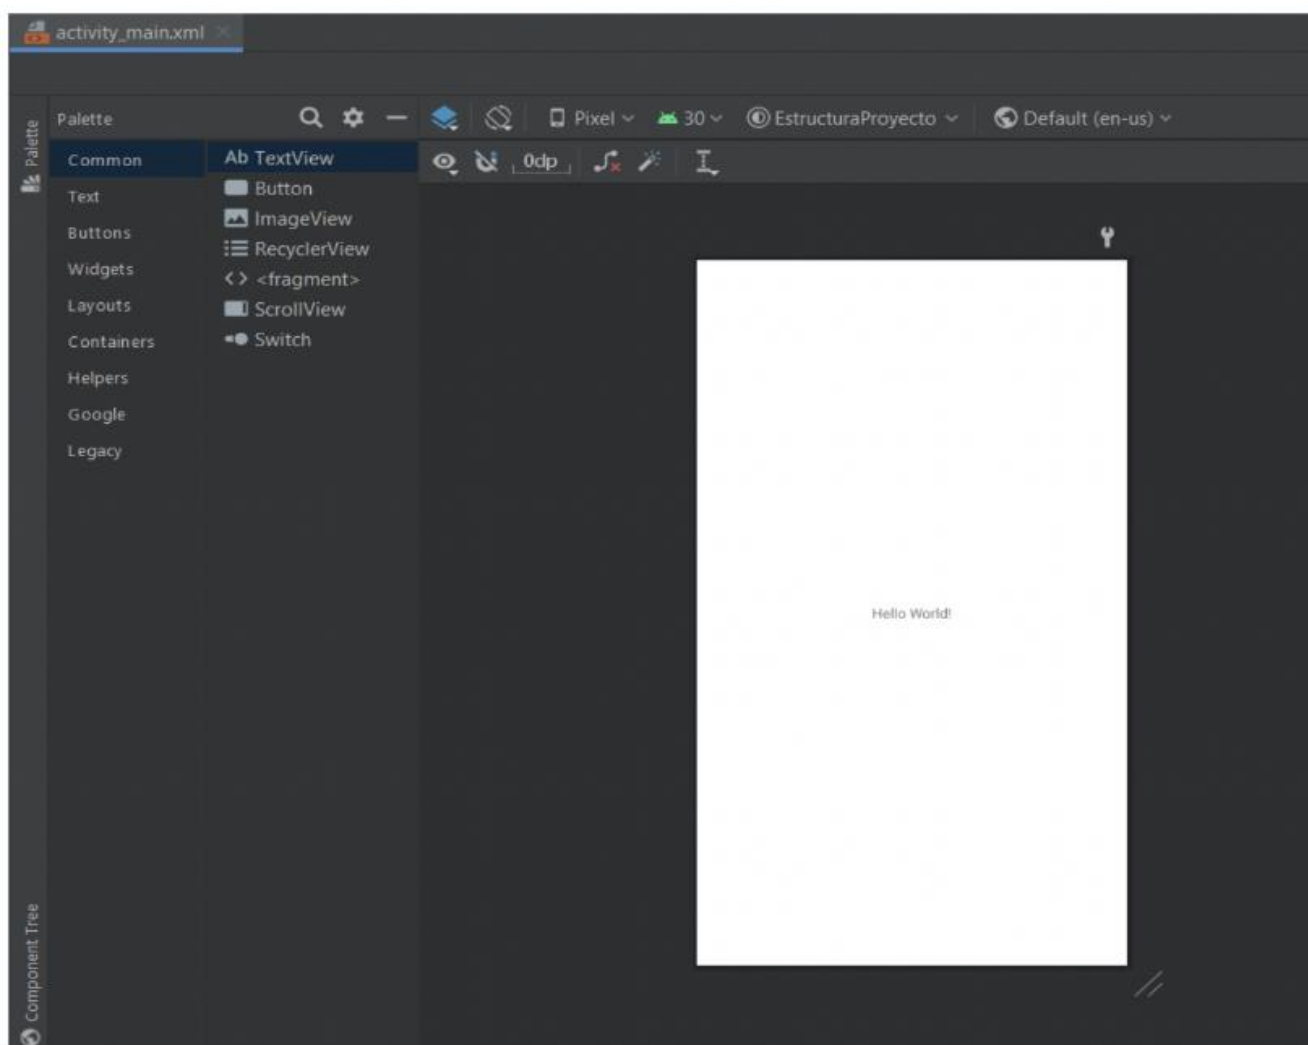 activity_main.xml
Palette
Palette
Pixel
30
EstructuraProyecto
Default (en-us)
Common
Text
Buttons
Widgets
Layouts
Containers
Helpers
Google
Legacy
Ab TextView
Button
ImageView
RecyclerView
<fragment>
ScrollView
Switch
0dp
Hello World!
Component Tree